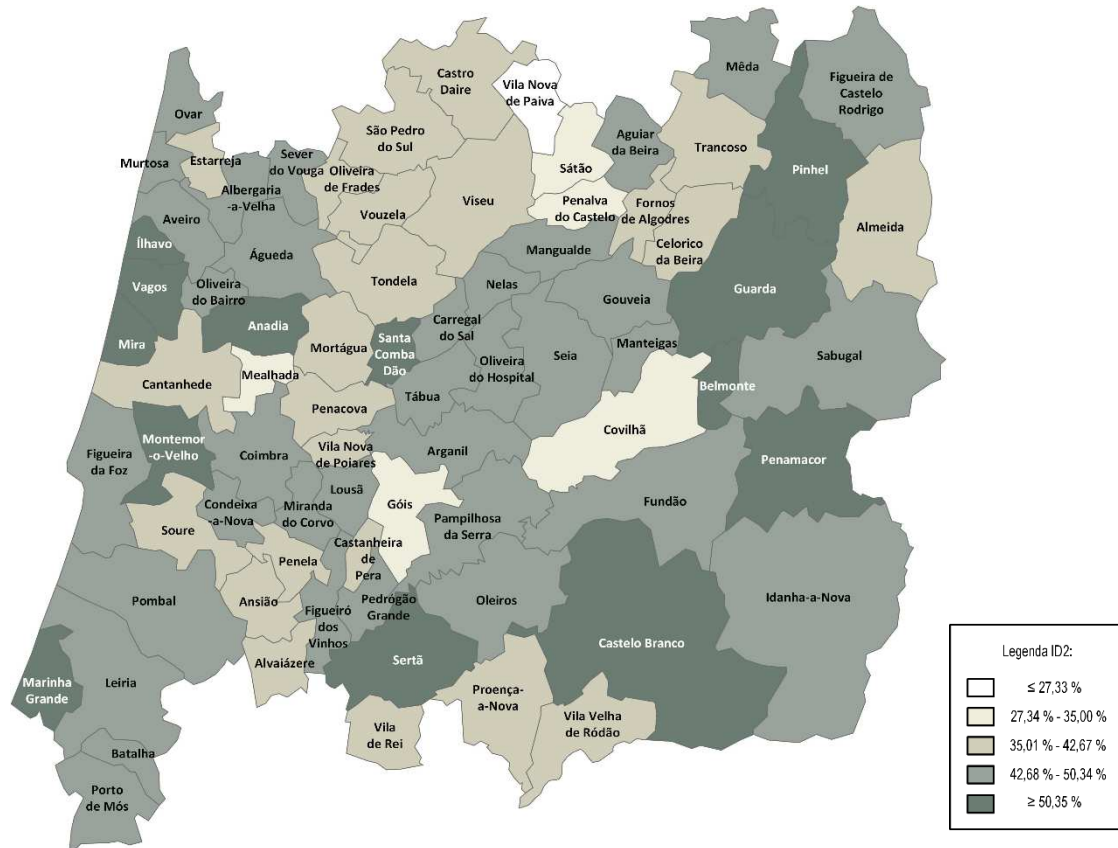 Castro
Daire
Vila Nova
de Paiva
Mêda
Figueira de
Castelo
Rodrigo
Ovar
São Pedro
do Sul
Aguiar
da Beira
Trancoso
Murtosa
Estarreja
Sever
do Vouga
Oliveira
de Frades
Sátão
Pinhel
Albergaria
-a-Velha
Viseu
Penalva
do Castelo
Fornos
de Algodres
Aveiro
Vouzela
Almeida
Ílhavo
Águeda
Mangualde
Celorico
da Beira
Tondela
Vagos
Oliveira
do Bairro
Nelas
Guarda
Gouveia
Anadia
Carregal
do Sal
Mira
Mortágua
Santa
Comba
Dão
Manteigas
Seia
Sabugal
Oliveira
do Hospital
Mealhada
Cantanhede
Belmonte
Tábua
Penacova
Covilhã
Montemor
-o-Velho
Vila Nova
de Poiares
Arganil
Figueira
da Foz
Coimbra
Penamacor
Lousã
Góis
Fundão
Condeixa
-a-Nova
Miranda
do Corvo
Soure
Pampilhosa
da Serra
Castanheira
de
Pera
Penela
Pombal
Ansião
Pedrógão
Grande
Oleiros
Idanha-a-Nova
Figueiró
dos
Vinhos
Castelo Branco
Alvaiázere
Sertã
Marinha
Grande
Leiria
Proença-
a-Nova
Vila
de Rei
Vila Velha
de Ródão
Batalha
Porto
de Mós
Legenda ID2:
≤ 27,33 %
27,34 % - 35,00 %
35,01 % - 42,67 %
42,68 % - 50,34 %
≥ 50,35 %